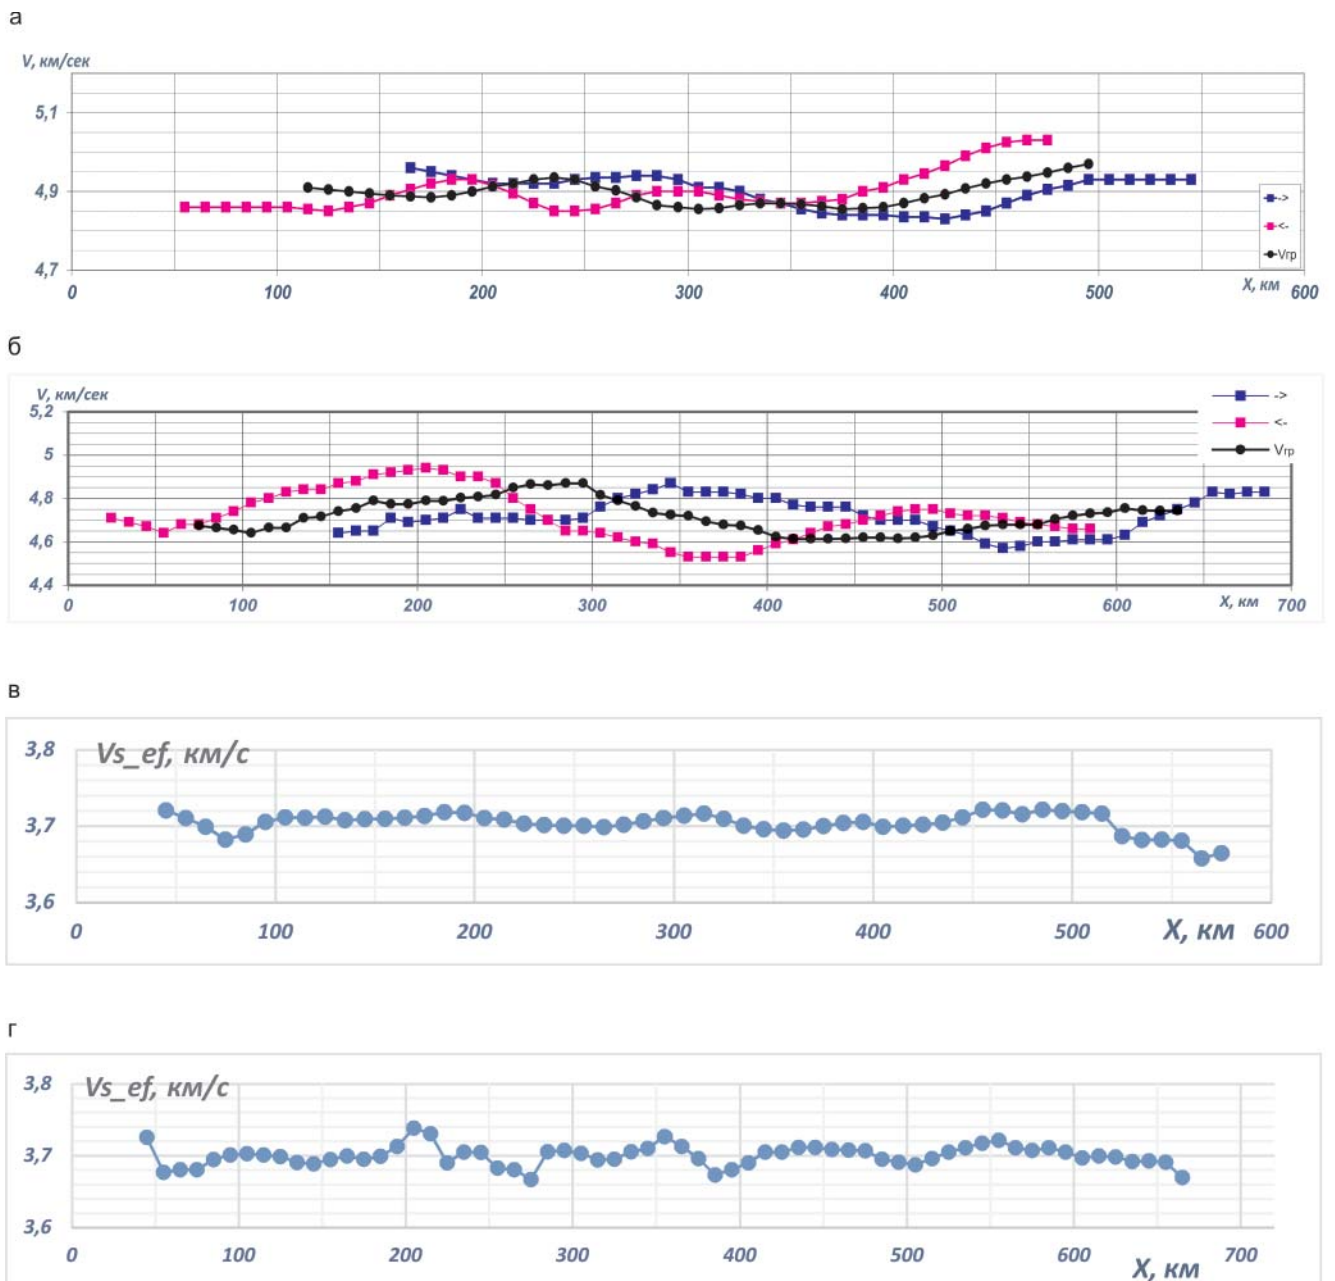 а
V, км/сек
5,1
4,9
4,7
0 100 200 300 400 500 X, км 600
->
<-
Vгр
б
V, км/сек
5,2
5
4,8
4,6
4,4
0 100 200 300 400 500 600 X, км 700
->
<-
Vгр
в
Vs_ef, км/с
3,8
3,7
3,6
0 100 200 300 400 500 X, км 600
г
Vs_ef, км/с
3,8
3,7
3,6
0 100 200 300 400 500 600 700
X, км